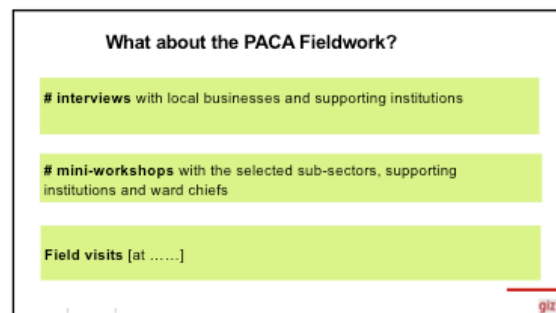 What about the PACA Fieldwork?
# interviews with local businesses and supporting institutions
# mini-workshops with the selected sub-sectors, supporting
institutions and ward chiefs
Field visits [at ......]
giz